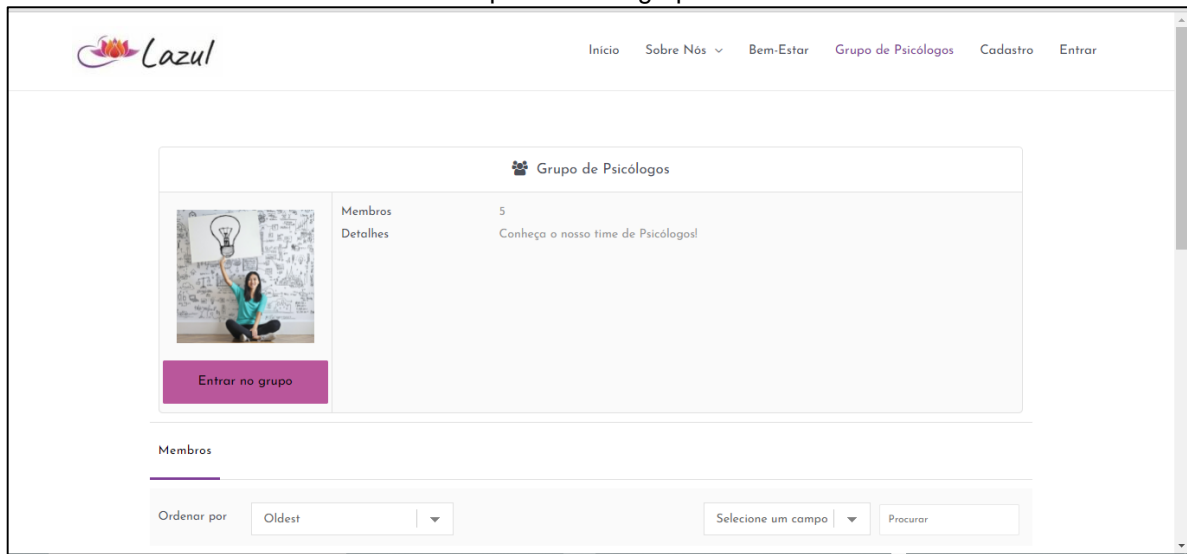 Lazul
Início Sobre Nós Bem-Estar Grupo de Psicólogos Cadastro Entrar
Grupo de Psicólogos
Membros 5
Detalhes Conheça o nosso time de Psicólogos!
Entrar no grupo
Membros
Ordenar por Oldest Selecione um campo Procurar